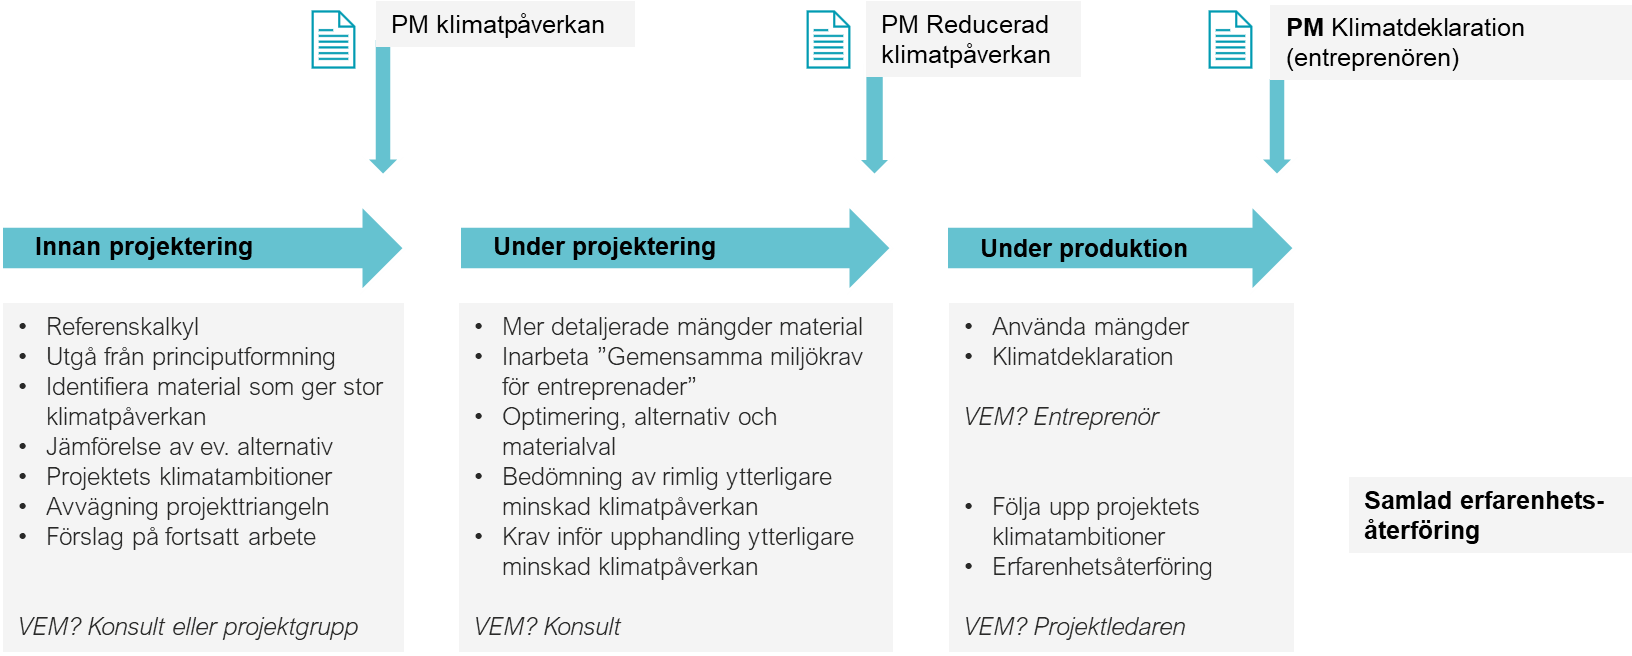 PM klimatpåverkan
PM Reducerad
klimatpåverkan
PM Klimatdeklaration
(entreprenören)
Innan projektering
• Referenskalkyl
• Utgå från principutformning
• Identifiera material som ger stor
klimatpåverkan
• Jämförelse av ev. alternativ
• Projektets klimatambitioner
• Avvägning projekttriangeln
• Förslag på fortsatt arbete
VEM? Konsult eller projektgrupp
Under projektering
• Mer detaljerade mängder material
• Inarbeta ”Gemensamma miljökrav
för entreprenader”
• Optimering, alternativ och
materialval
• Bedömning av rimlig ytterligare
minskad klimatpåverkan
• Krav inför upphandling ytterligare
minskad klimatpåverkan
VEM? Konsult
Under produktion
• Använda mängder
• Klimatdeklaration
VEM? Entreprenör
• Följa upp projektets
klimatambitioner
• Erfarenhetsåterföring
VEM? Projektledaren
Samlad erfarenhets-
återföring